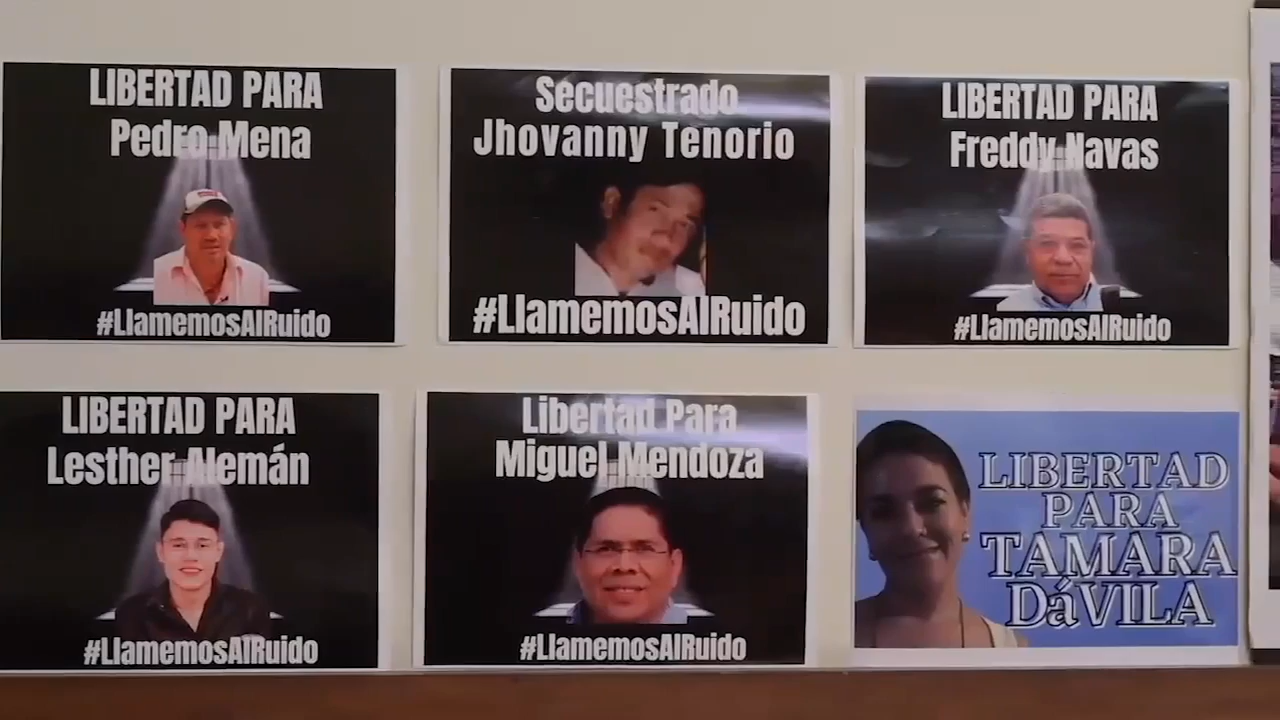 LIBERTAD PARA
Pedro Mena
#LlamemosAlRuido
Secuestrado
Jhovanny Tenorio
#LlamemosAlRuido
LIBERTAD PARA
Freddy Navas
#LlamemosAlRuido
LIBERTAD PARA
Lesther Alemán
#LlamemosAlRuido
Libertad Para
Miguel Mendoza
#LlamemosAlRuido
LIBERTAD
PARA
TAMARA
DáVILA